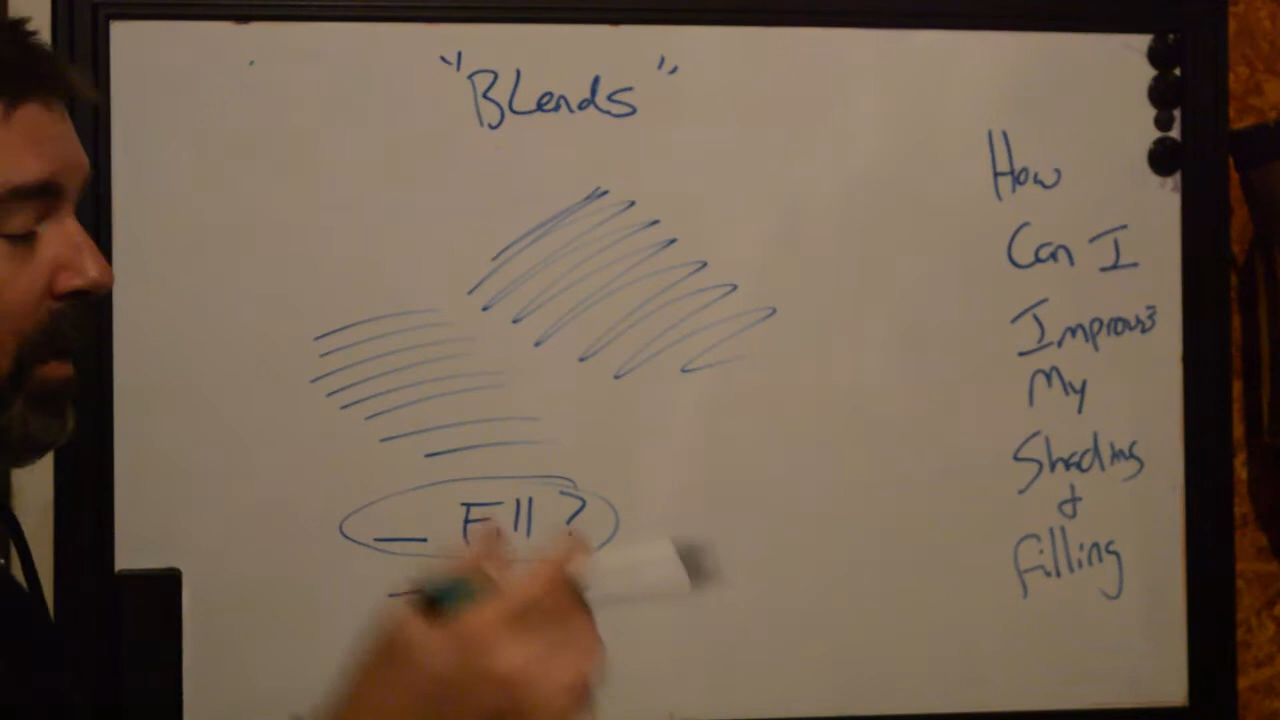 "Blends"
How
Can I
Improve
My
Shading
&
Filling
_ Fill?